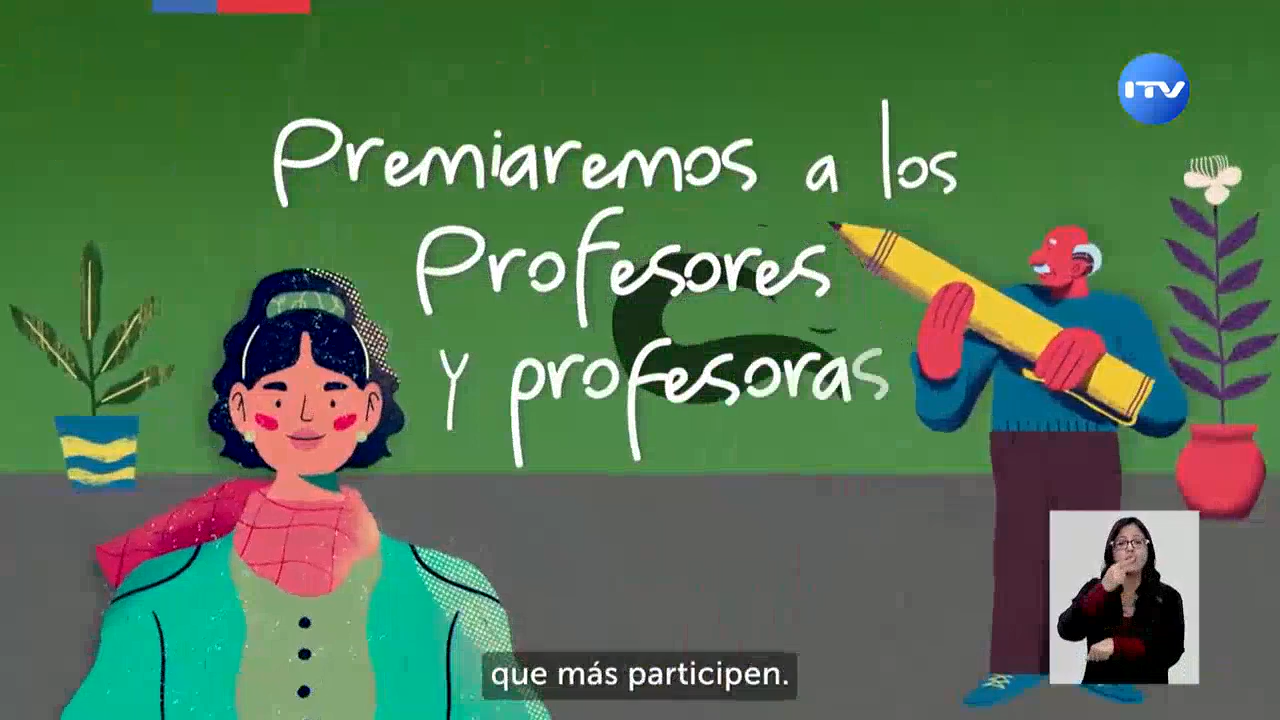 ITV
Premiaremos a los
Profesores
y profesoras
que más participen.